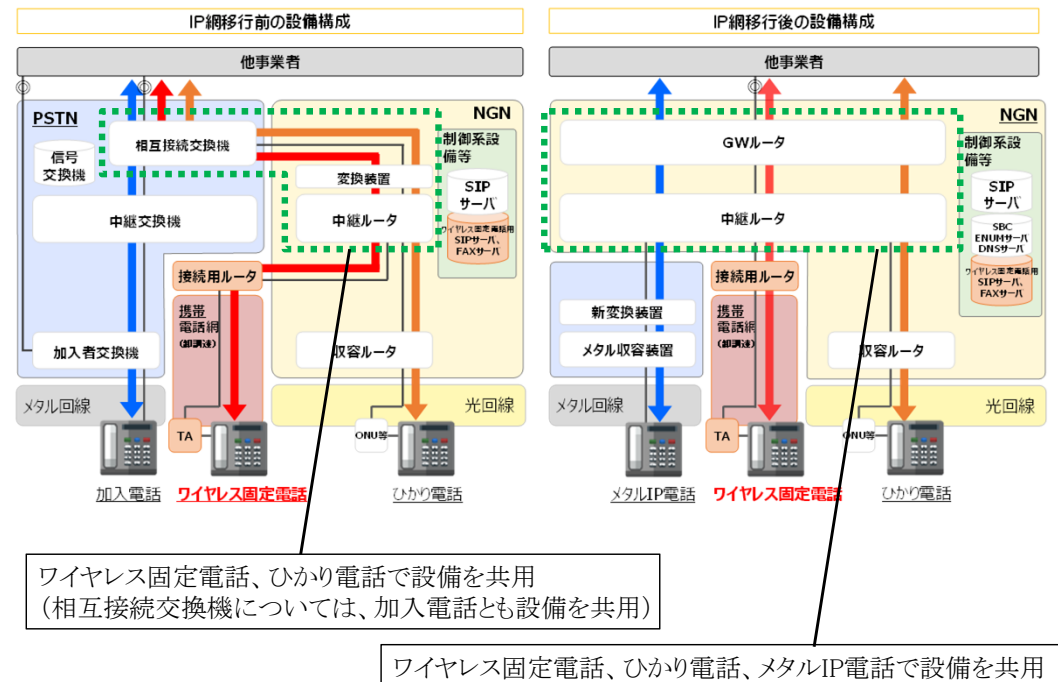 IP網移行前の設備構成
他事業者
PSTN
NGN
相互接続交換機
信号
交換機
中継交換機
加入者交換機
変換装置
中継ルータ
制御系設
備等
SIP
サーバ
ワイヤレス固定電話用
SIPサーバ、
FAXサーバ
接続用ルータ
携帯
電話網
(卸調達)
収容ルータ
メタル回線
光回線
TA
ONU等
加入電話
ワイヤレス固定電話
ひかり電話
ワイヤレス固定電話、ひかり電話で設備を共用
（相互接続交換機については、加入電話とも設備を共用）
IP網移行後の設備構成
他事業者
NGN
GWルータ
中継ルータ
制御系設
備等
SIP
サーバ
SBC
ENUMサーバ
DNSサーバ
ワイヤレス固定電話用
SIPサーバ、
FAXサーバ
新変換装置
メタル収容装置
接続用ルータ
携帯
電話網
(卸調達)
収容ルータ
メタル回線
光回線
TA
ONU等
メタルIP電話
ワイヤレス固定電話
ひかり電話
ワイヤレス固定電話、ひかり電話、メタルIP電話で設備を共用